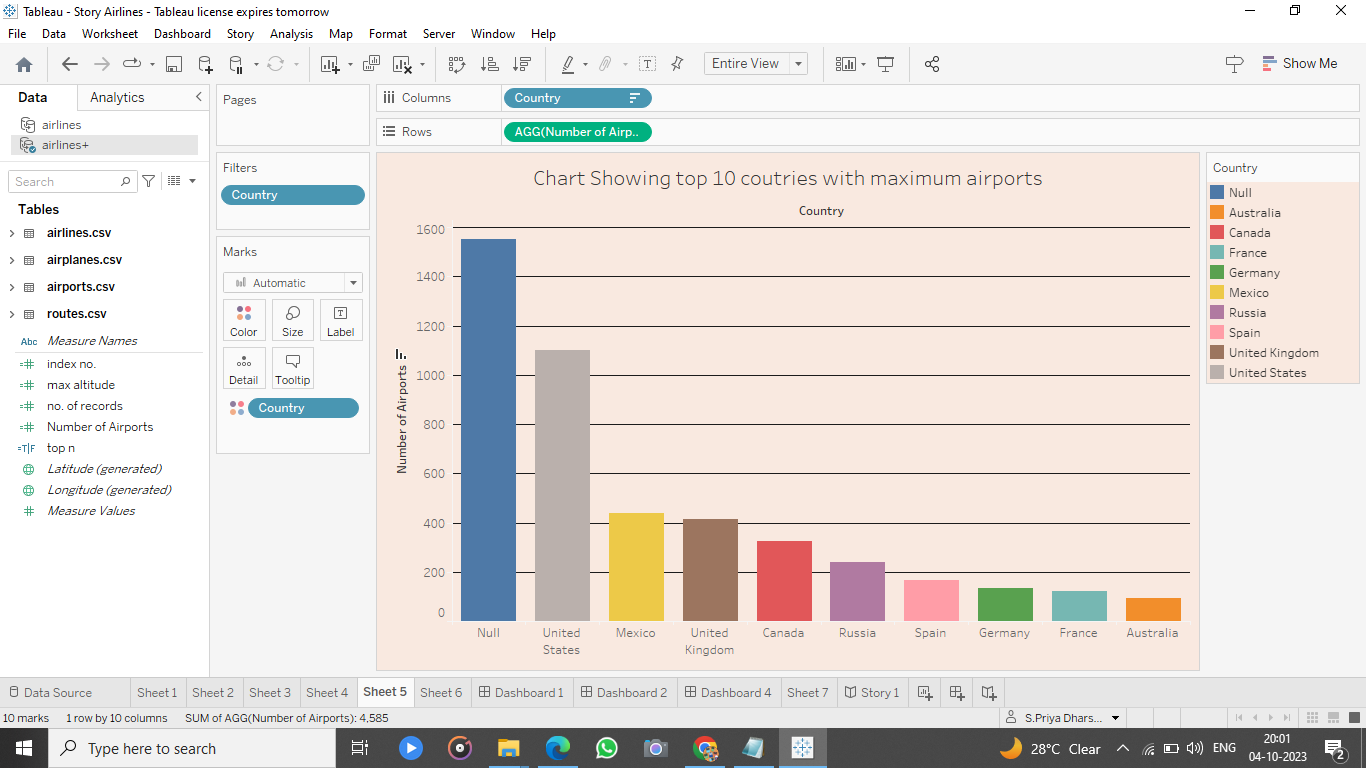 Tableau - Story Airlines - Tableau license expires tomorrow
File Data Worksheet Dashboard Story Analysis Map Format Server Window Help
Entire View
Show Me
Data Analytics
airlines
airlines+
Search
Tables
airlines.csv
airplanes.csv
airports.csv
routes.csv
Abc Measure Names
index no.
max altitude
no. of records
Number of Airports
T|F top n
Latitude (generated)
Longitude (generated)
Measure Values
Pages
Filters
Country
Marks
Automatic
Color Size Label
Detail Tooltip
Country
Columns Country
Rows AGG(Number of Airp..
Chart Showing top 10 coutries with maximum airports
Country
Number of Airports
1600
1400
1200
1000
800
600
400
200
0
Null United States Mexico United Kingdom Canada Russia Spain Germany France Australia
Country
Null
Australia
Canada
France
Germany
Mexico
Russia
Spain
United Kingdom
United States
Data Source Sheet 1 Sheet 2 Sheet 3 Sheet 4 Sheet 5 Sheet 6 Dashboard 1 Dashboard 2 Dashboard 4 Sheet 7 Story 1
10 marks 1 row by 10 columns SUM of AGG(Number of Airports): 4,585 S.Priya Dhars...
Type here to search
28°C Clear ENG
20:01
04-10-2023
2